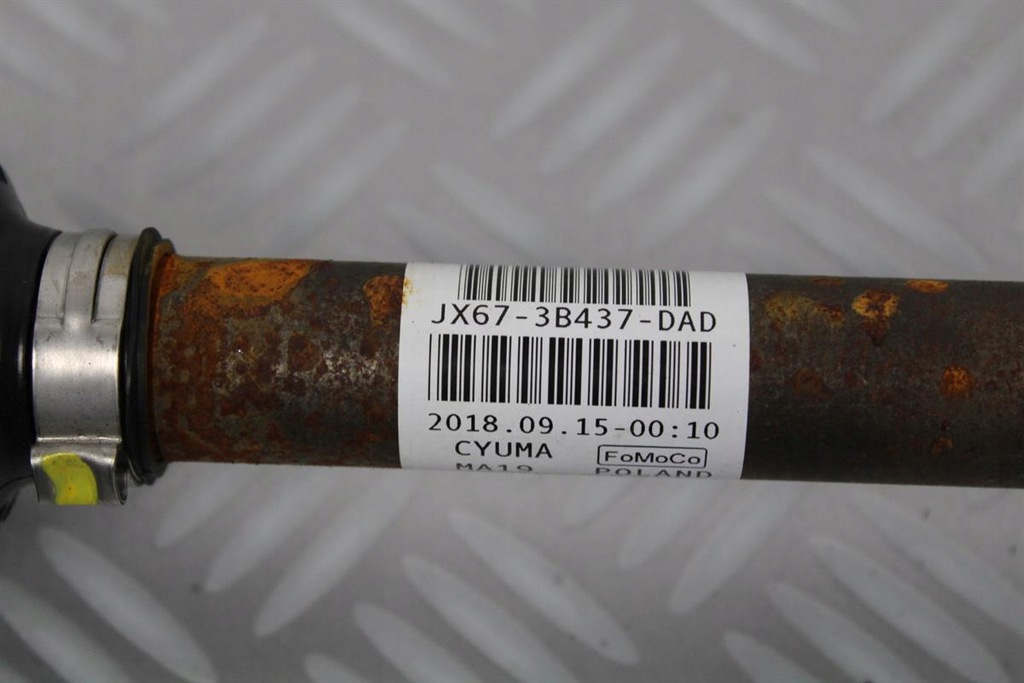 JX67-3B437-DAD
2018.09.15-00:10
CYUMA FoMoCo
MA19 POLAND